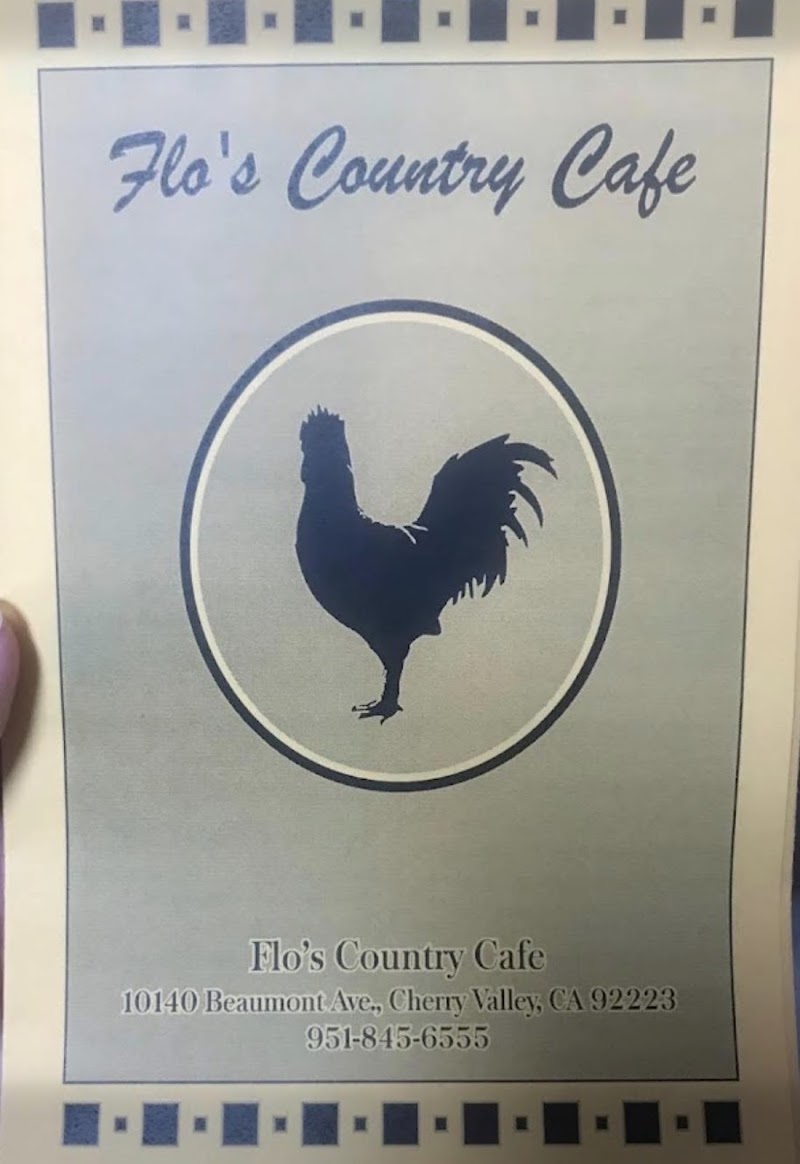 Flo's Country Cafe
Flo's Country Cafe
10140 Beaumont Ave., Cherry Valley, CA 92223
951-845-6555